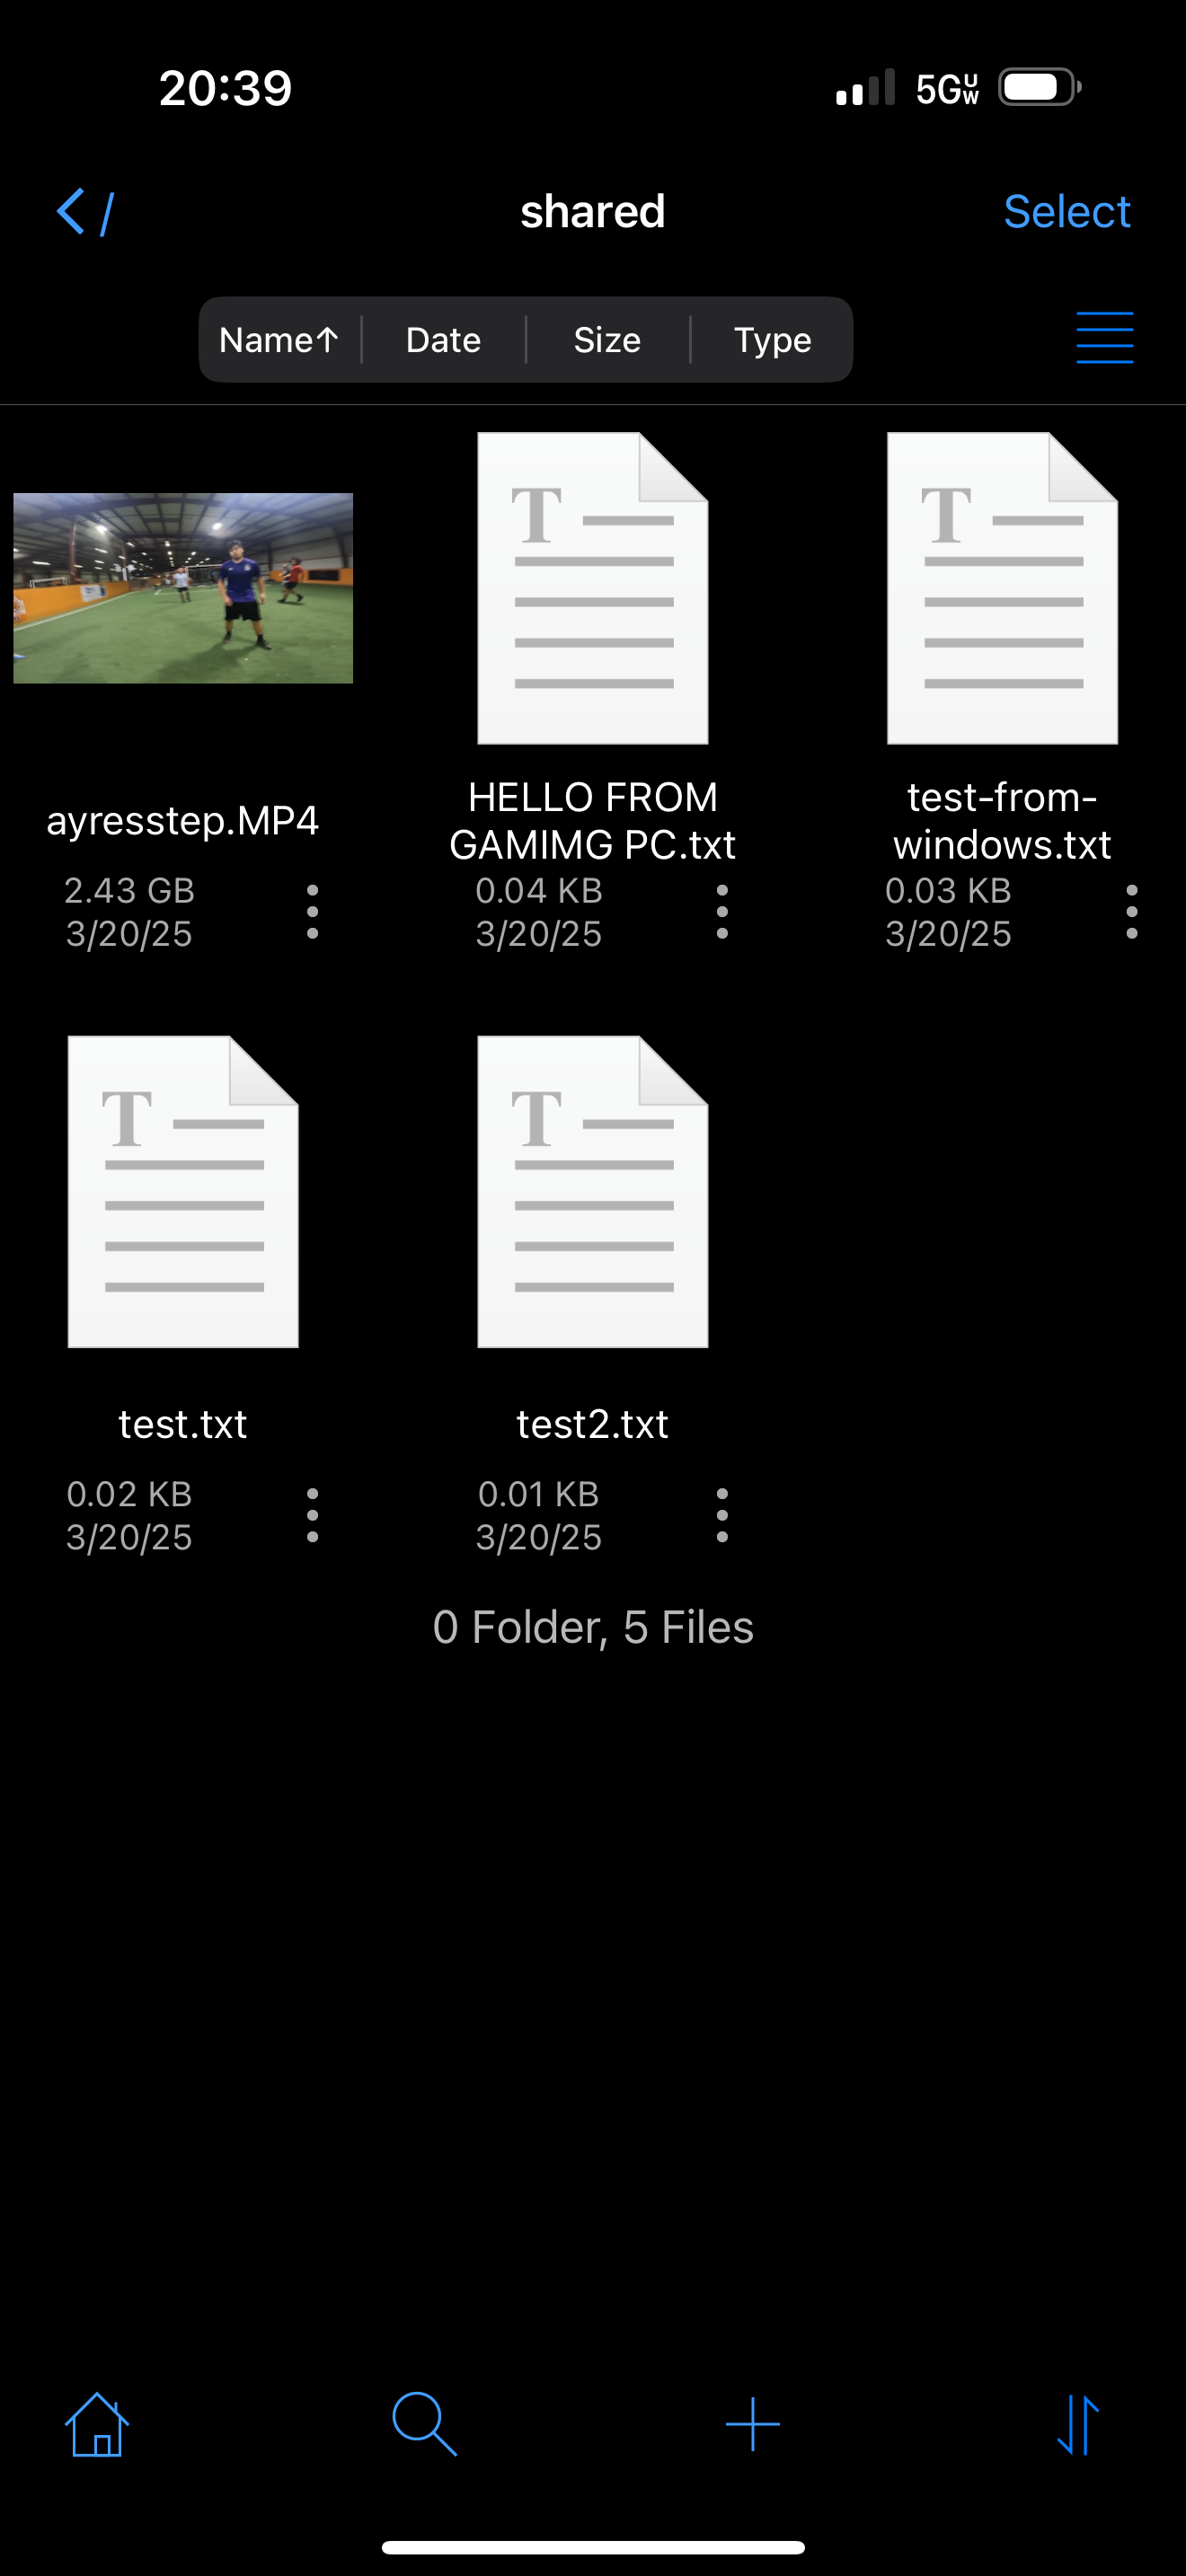 20:39
5G UW
/
shared
Select
Name↑
Date
Size
Type
ayresstep.MP4
2.43 GB
3/20/25
HELLO FROM
GAMIMG PC.txt
0.04 KB
3/20/25
test-from-
windows.txt
0.03 KB
3/20/25
T
T
test.txt
0.02 KB
3/20/25
T
test2.txt
0.01 KB
3/20/25
T
0 Folder, 5 Files